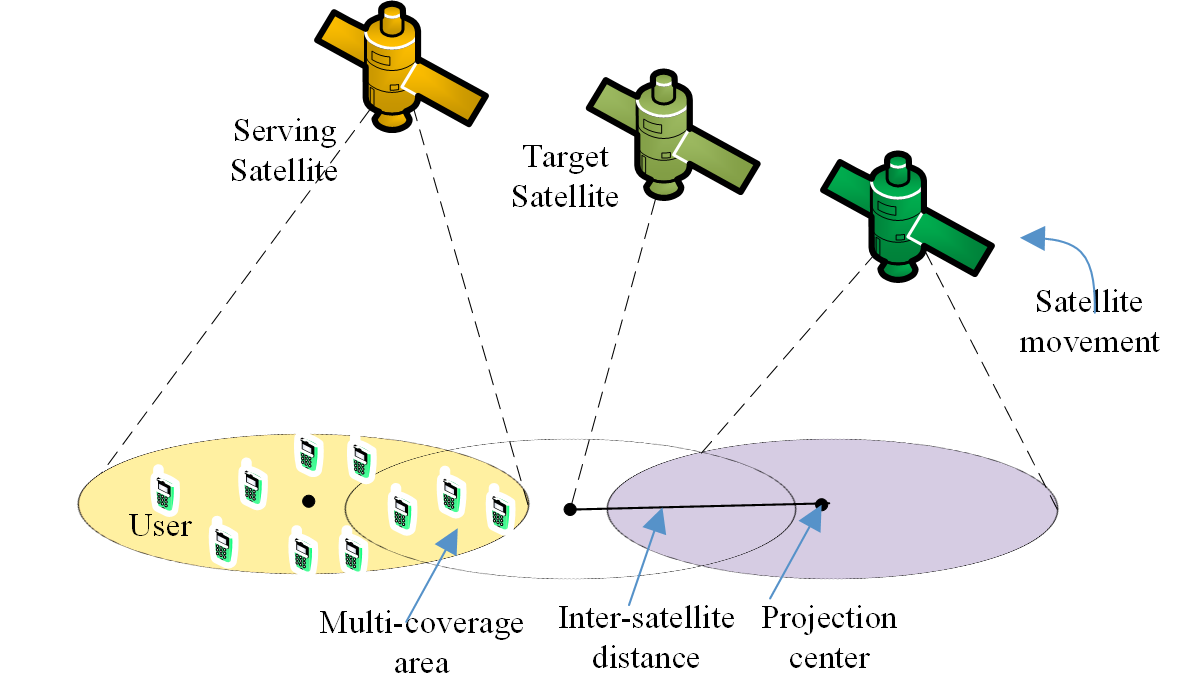 Serving
Satellite
Target
Satellite
Satellite
movement
User
Multi-coverage
area
Inter-satellite
distance
Projection
center